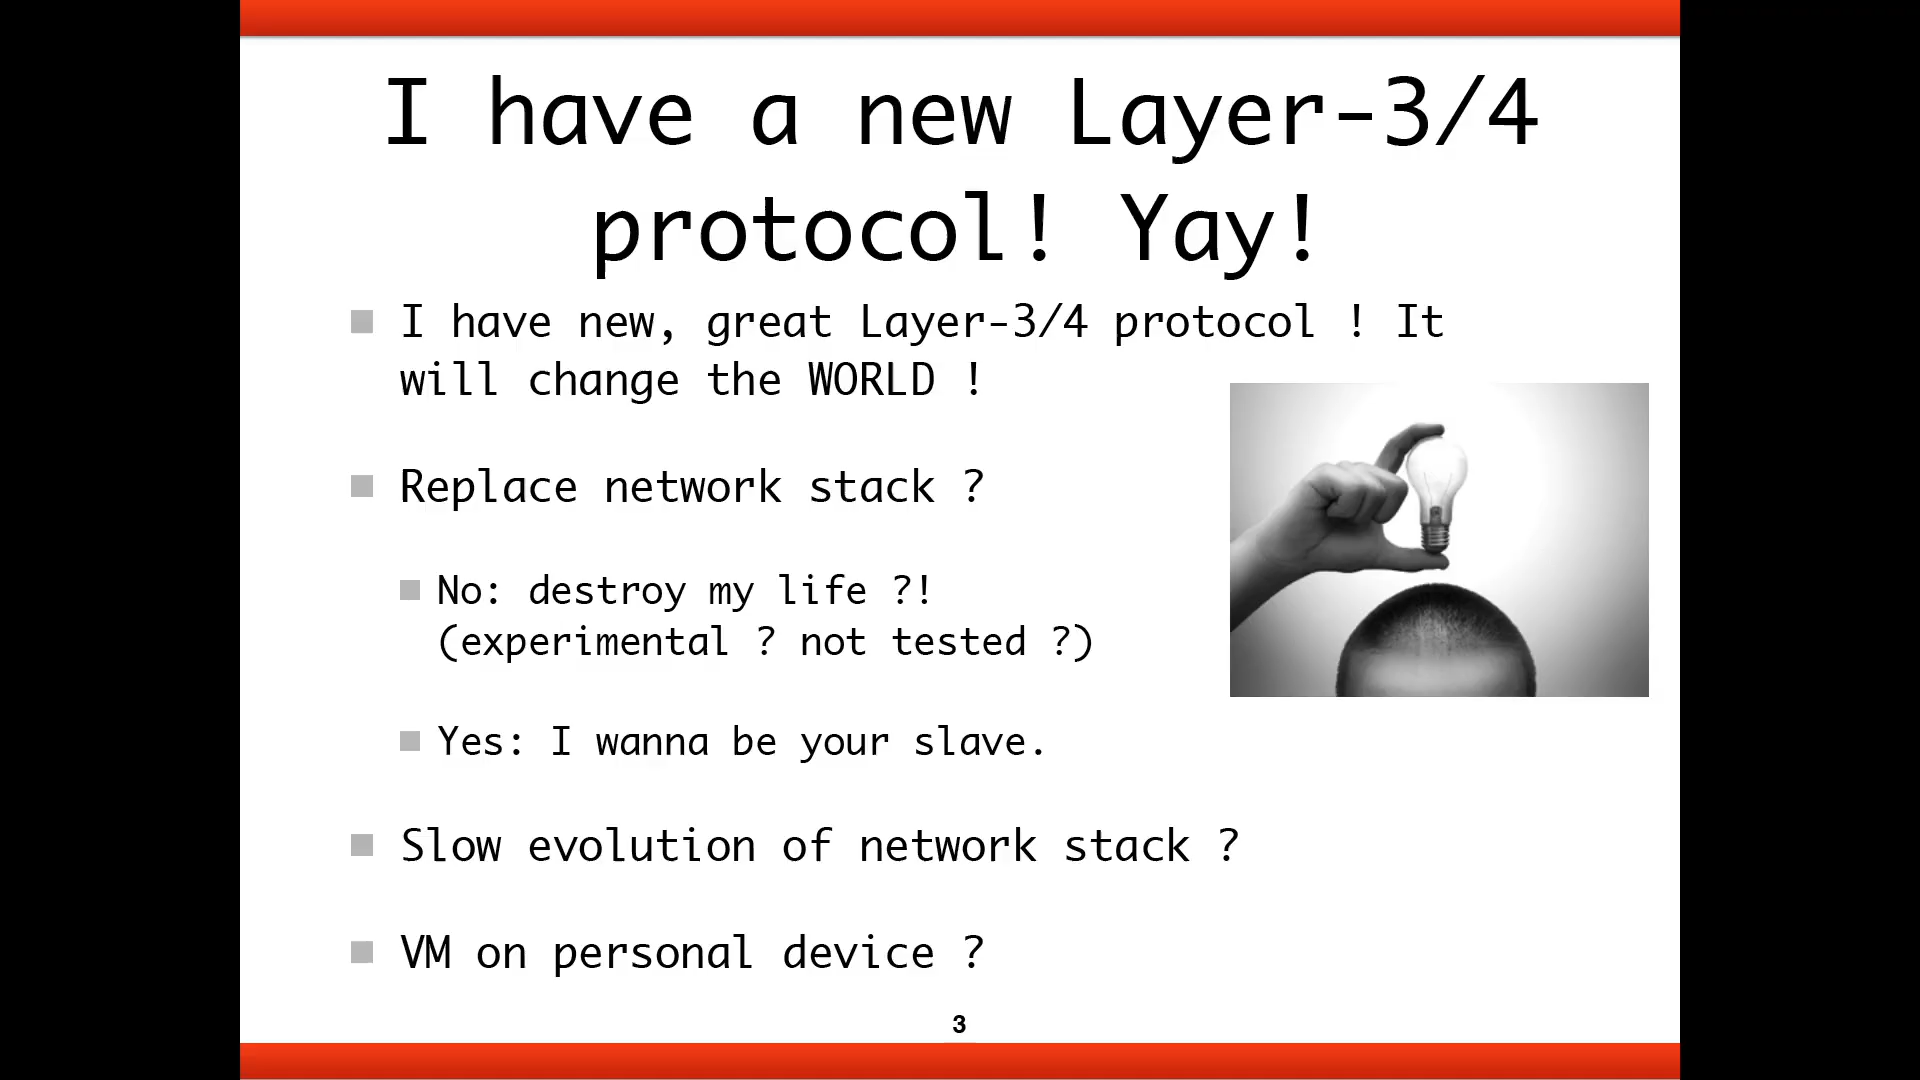 I have a new Layer-3/4
protocol! Yay!
I have new, great Layer-3/4 protocol ! It
will change the WORLD !
Replace network stack ?
No: destroy my life ?!
(experimental ? not tested ?)
Yes: I wanna be your slave.
Slow evolution of network stack ?
VM on personal device ?
3